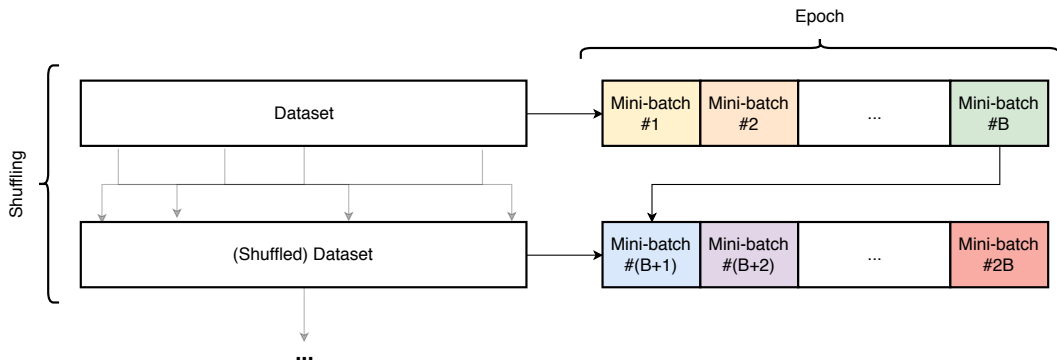 Epoch
Shuffling
Dataset
Mini-batch
#1
Mini-batch
#2
...
Mini-batch
#B
(Shuffled) Dataset
Mini-batch
#(B+1)
Mini-batch
#(B+2)
...
Mini-batch
#2B
...